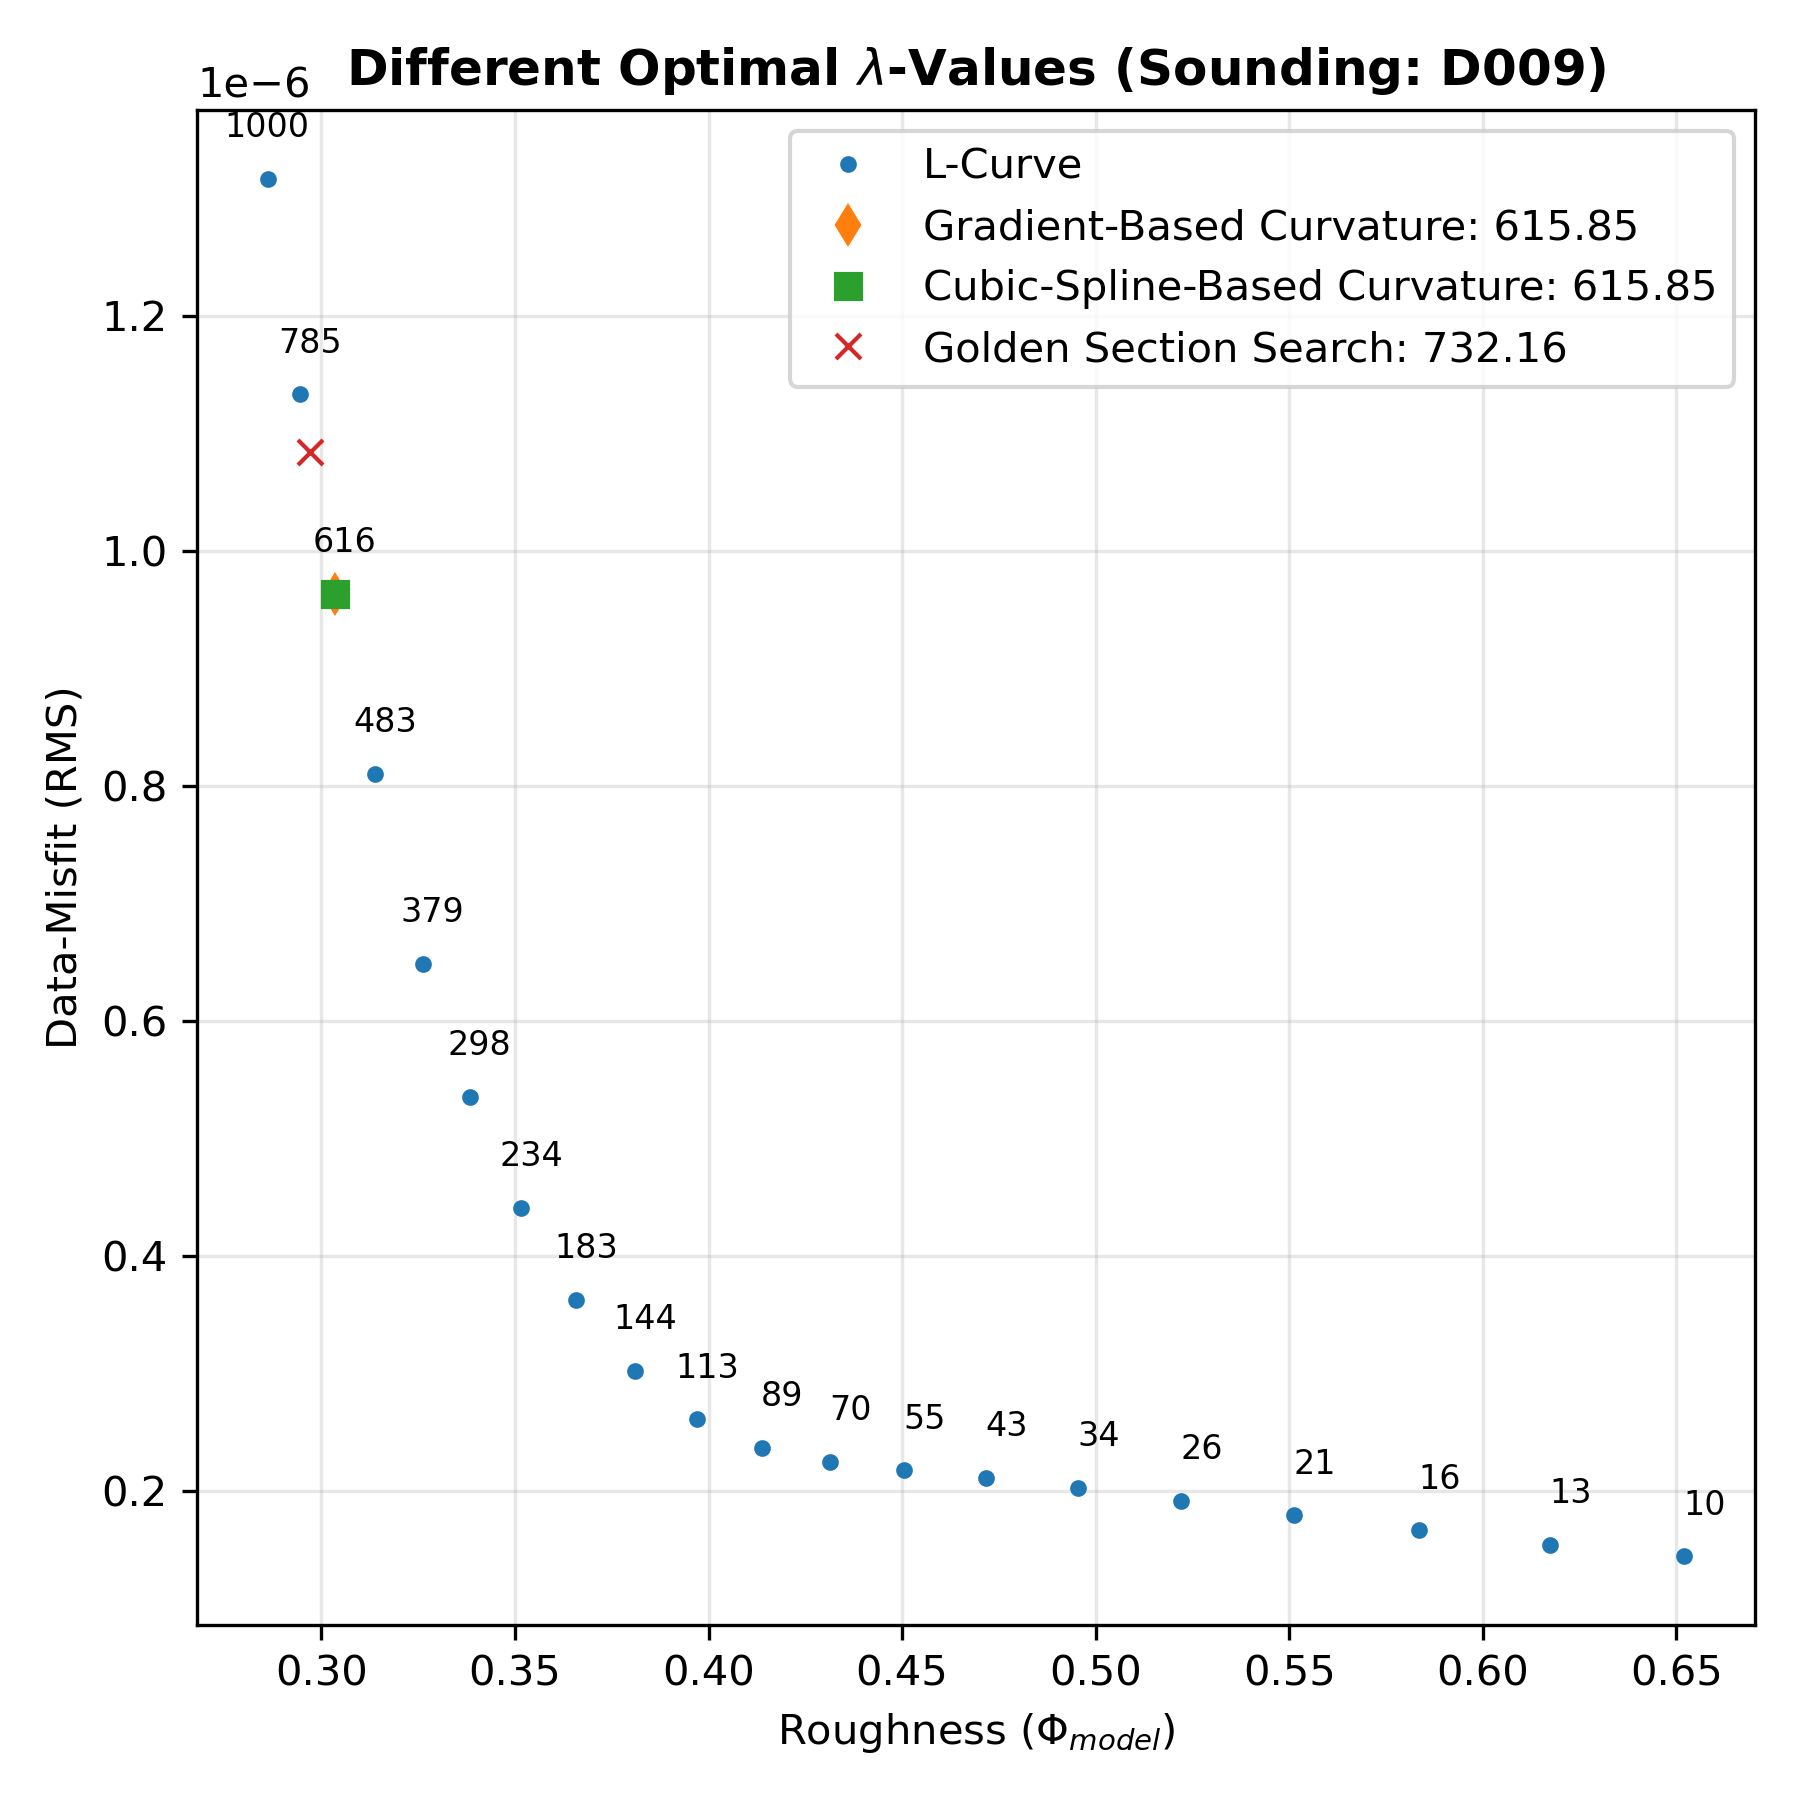 Different Optimal λ-Values (Sounding: D009)
1e−6
L-Curve
Gradient-Based Curvature: 615.85
Cubic-Spline-Based Curvature: 615.85
Golden Section Search: 732.16
1000
785
616
483
379
298
234
183
144
113
89
70
55
43
34
26
21
16
13
10
1.2
1.0
0.8
0.6
0.4
0.2
Data-Misfit (RMS)
0.30 0.35 0.40 0.45 0.50 0.55 0.60 0.65
Roughness (Φmodel)